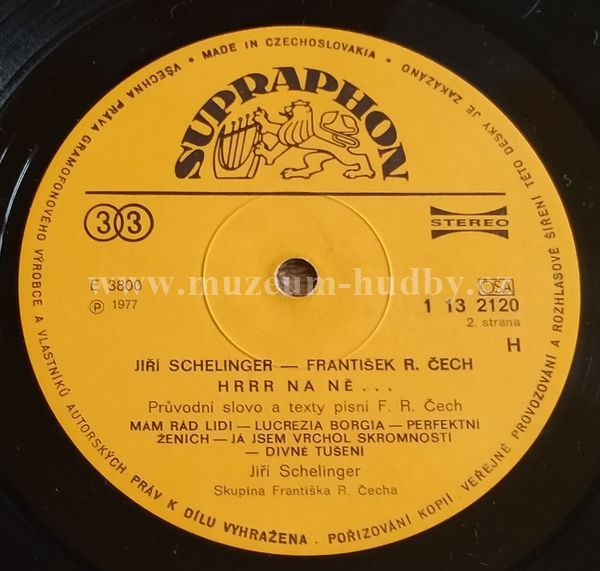 VŠECHNA PRÁVA GRAMOFONOVÉHO VÝROBCE A VLASTNÍKŮ AUTORSKÝCH PRÁV K DÍLU VYHRAŽENA. POŘIZOVÁNÍ KOPIÍ, VEŘEJNÉ PROVOZOVÁNÍ A ROZHLASOVÉ ŠÍŘENÍ TÉTO DESKY JE ZAKÁZÁNO • MADE IN CZECHOSLOVAKIA •
SUPRAPHON
33
STEREO
www.muzeum-hudby.
E 13800
OSA
℗ 1977
1 13 2120
2. strana
H
JIŘÍ SCHELINGER — FRANTIŠEK R. ČECH
HRRR NA NĚ...
Průvodní slovo a texty písní F. R. Čech
MÁM RÁD LIDI — LUCREZIA BORGIA — PERFEKTNÍ
ŽENICH — JÁ JSEM VRCHOL SKROMNOSTI
— DIVNÉ TUŠENÍ
Jiří Schelinger
Skupina Františka R. Čecha